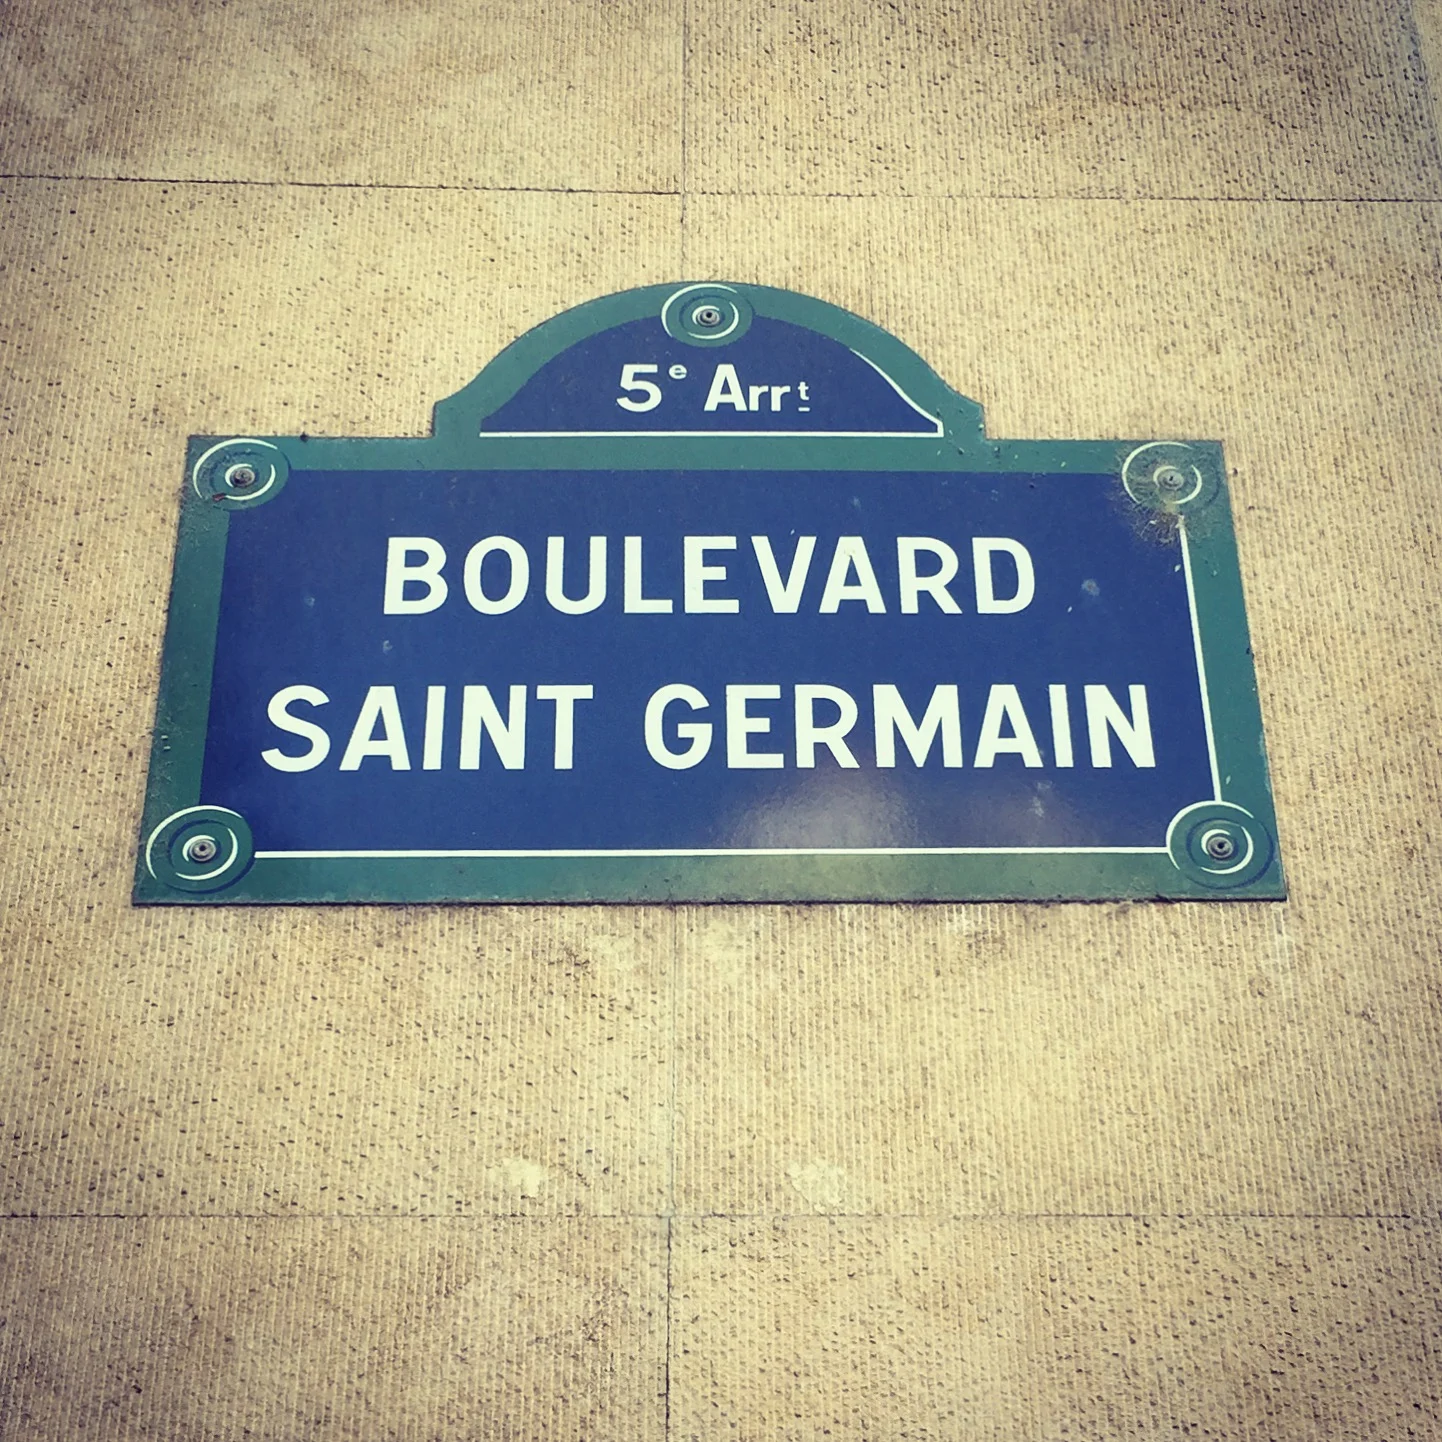 5e Arrt
BOULEVARD
SAINT GERMAIN